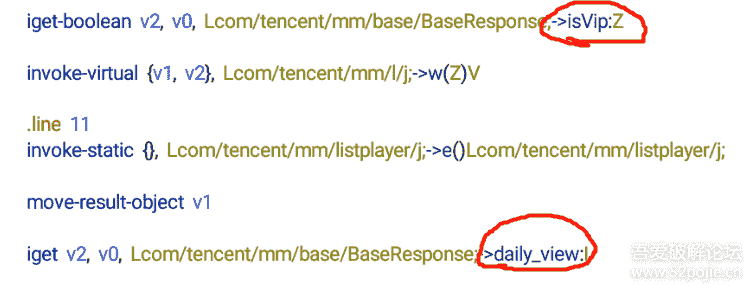 iget-boolean v2, v0, Lcom/tencent/mm/base/BaseResponse;->isVip:Z
invoke-virtual {v1, v2}, Lcom/tencent/mm/l/j;->w(Z)V
.line 11
invoke-static {}, Lcom/tencent/mm/listplayer/j;->e()Lcom/tencent/mm/listplayer/j;
move-result-object v1
iget v2, v0, Lcom/tencent/mm/base/BaseResponse;->daily_view:I
吾爱破解论坛
www.52pojie.cn